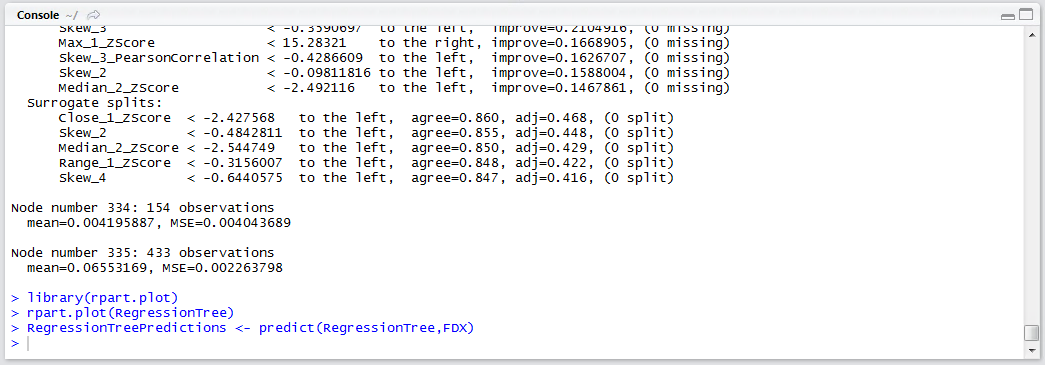 Console ~/
Skew_3 < -0.3590697 to the left, improve=0.2104916, (0 missing)
Max_1_ZScore < 15.28321 to the right, improve=0.1668905, (0 missing)
Skew_3_PearsonCorrelation < -0.4286609 to the left, improve=0.1626707, (0 missing)
Skew_2 < -0.09811816 to the left, improve=0.1588004, (0 missing)
Median_2_ZScore < -2.492116 to the left, improve=0.1467861, (0 missing)
Surrogate splits:
Close_1_ZScore < -2.427568 to the left, agree=0.860, adj=0.468, (0 split)
Skew_2 < -0.4842811 to the left, agree=0.855, adj=0.448, (0 split)
Median_2_ZScore < -2.544749 to the left, agree=0.850, adj=0.429, (0 split)
Range_1_ZScore < -0.3156007 to the left, agree=0.848, adj=0.422, (0 split)
Skew_4 < -0.6440575 to the left, agree=0.847, adj=0.416, (0 split)
Node number 334: 154 observations
mean=0.004195887, MSE=0.004043689
Node number 335: 433 observations
mean=0.06553169, MSE=0.002263798
> library(rpart.plot)
> rpart.plot(RegressionTree)
> RegressionTreePredictions <- predict(RegressionTree,FDX)
>